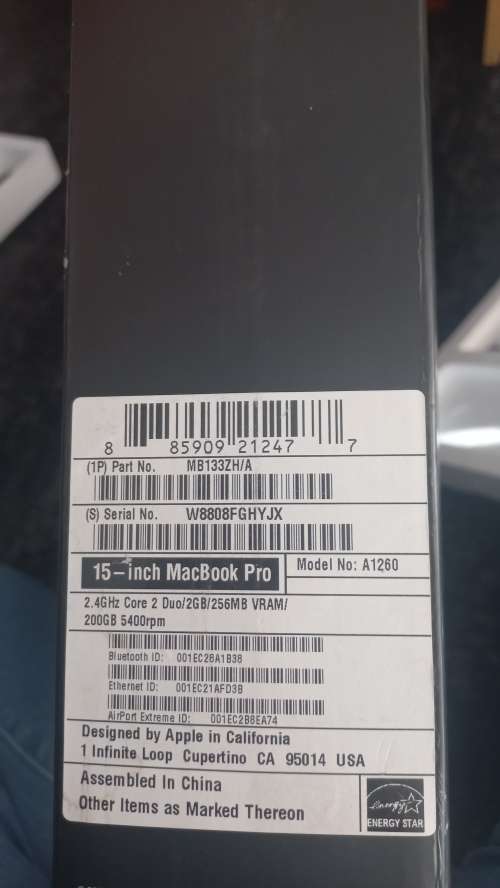 8 85909 21247 7
(1P) Part No. MB133ZH/A
(S) Serial No. W8808FGHYJX
15-inch MacBook Pro
Model No: A1260
2.4GHz Core 2 Duo/2GB/256MB VRAM/
200GB 5400rpm
Bluetooth ID: 001EC28A1B38
Ethernet ID: 001EC21AFD3B
AirPort Extreme ID: 001EC2B8EA74
Designed by Apple in California
1 Infinite Loop Cupertino CA 95014 USA
Assembled In China
Other Items as Marked Thereon
energy
ENERGY STAR